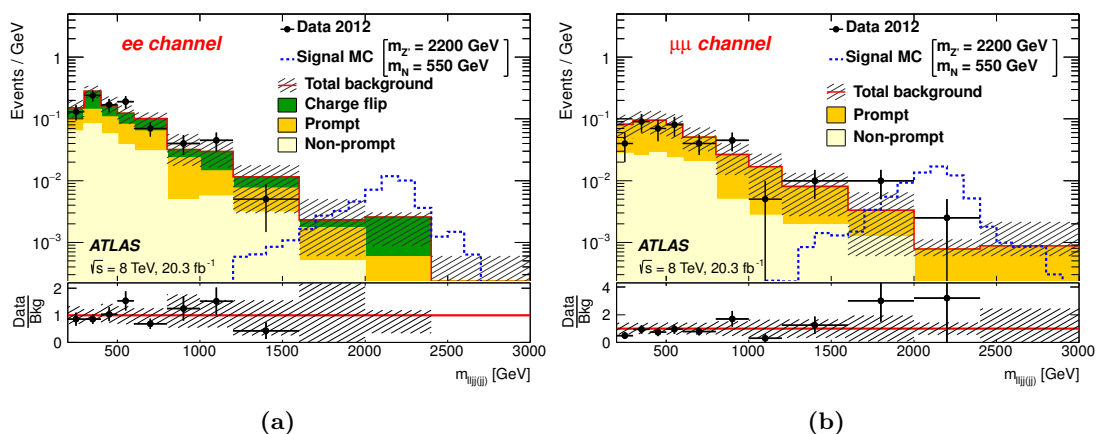 Events / GeV
1
10⁻¹
10⁻²
10⁻³
ee channel
Data 2012
Signal MC [ m_Z' = 2200 GeV
m_N = 550 GeV ]
Total background
Charge flip
Prompt
Non-prompt
ATLAS
√s = 8 TeV, 20.3 fb⁻¹
Data
Bkg
2
1
0
500 1000 1500 2000 2500 3000
m_lljj(jj) [GeV]
(a)
Events / GeV
1
10⁻¹
10⁻²
10⁻³
μμ channel
Data 2012
Signal MC [ m_Z' = 2200 GeV
m_N = 550 GeV ]
Total background
Prompt
Non-prompt
ATLAS
√s = 8 TeV, 20.3 fb⁻¹
Data
Bkg
4
2
0
500 1000 1500 2000 2500 3000
m_lljj(jj) [GeV]
(b)